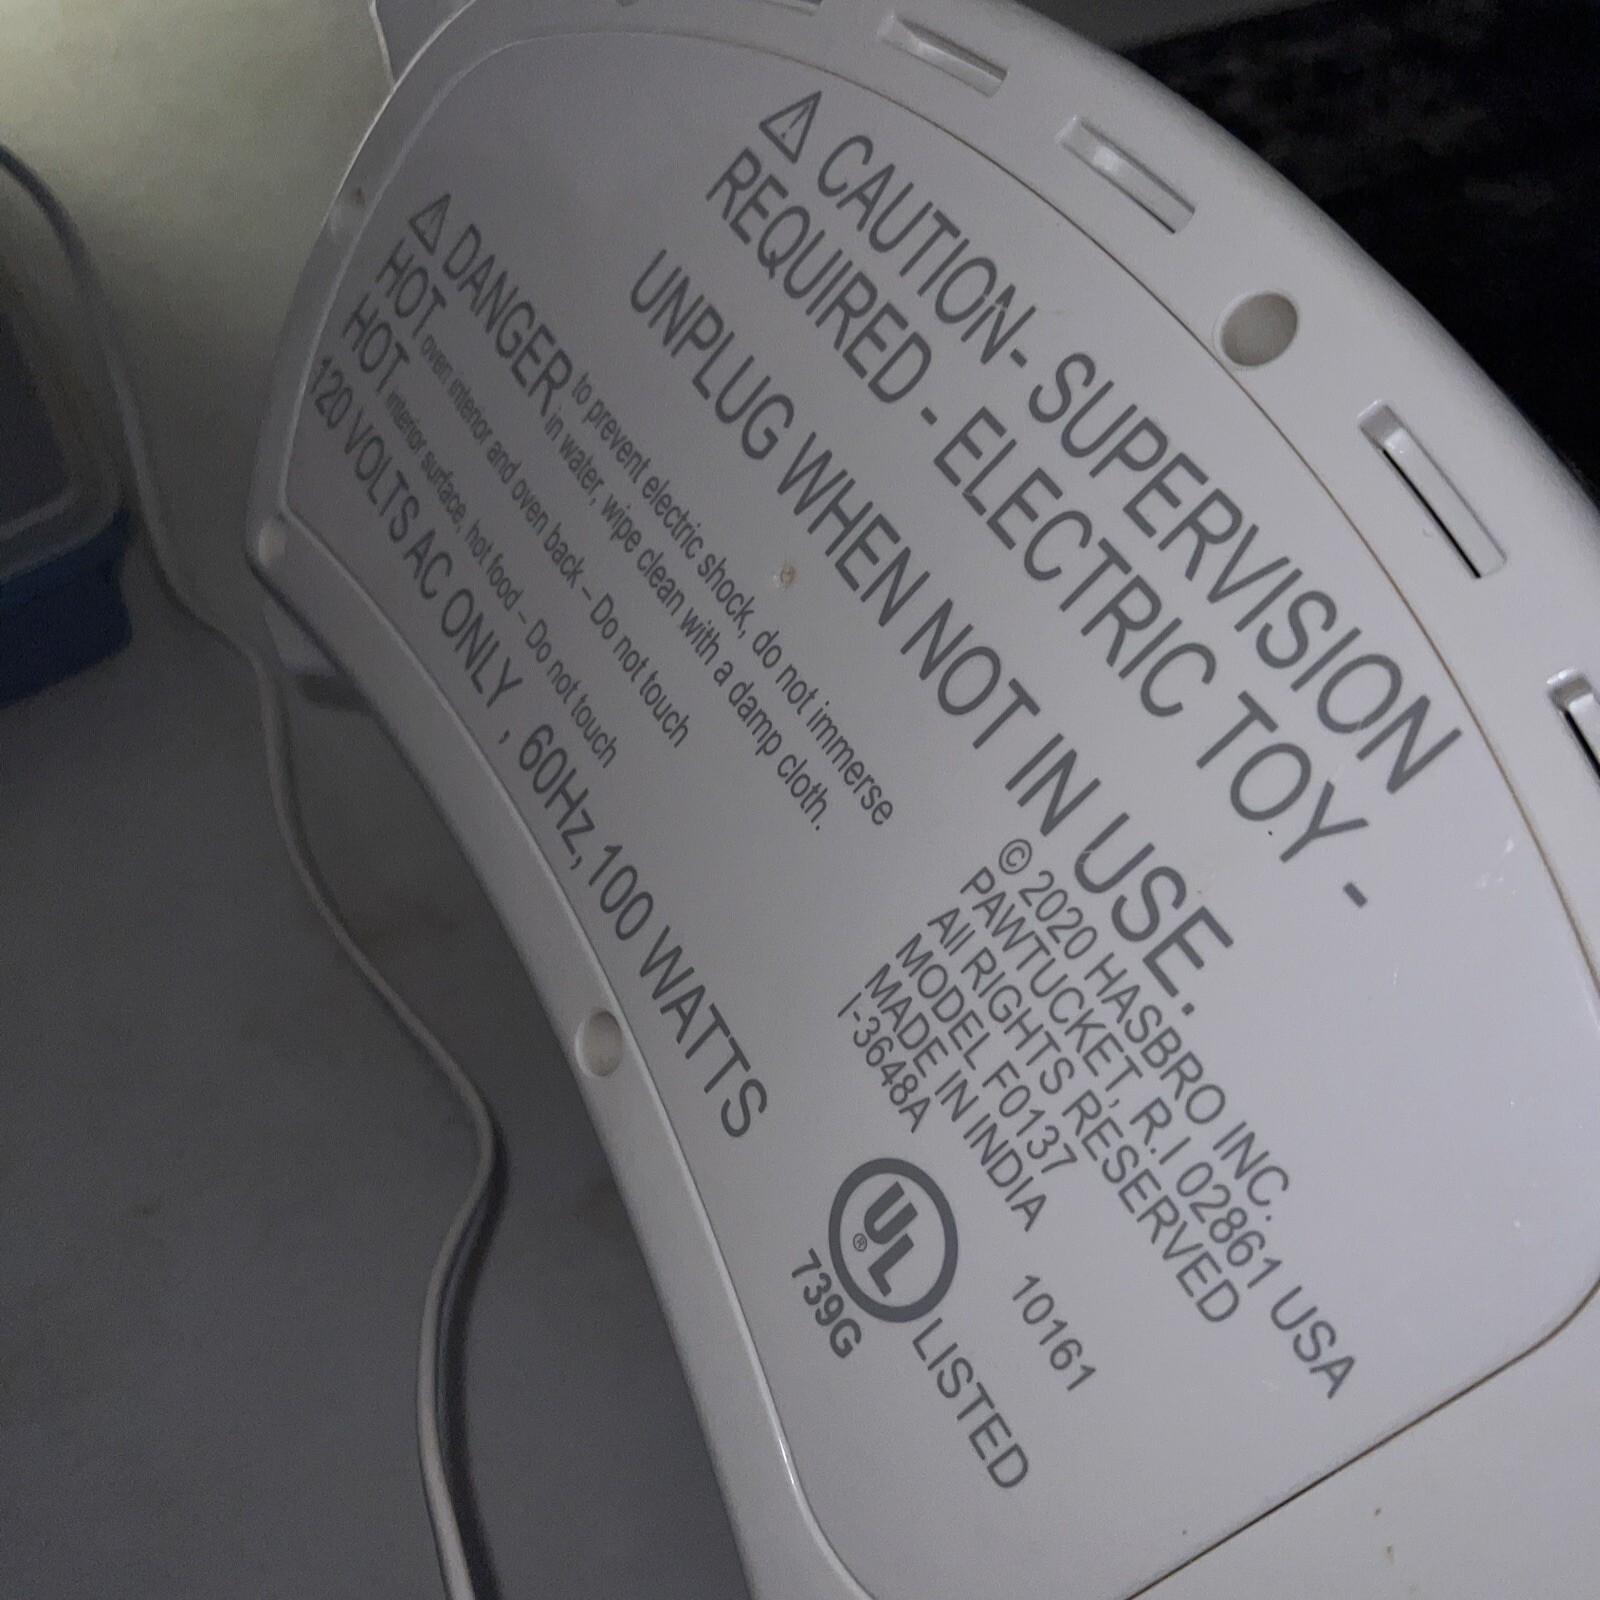 ⚠ CAUTION- SUPERVISION
REQUIRED - ELECTRIC TOY -
UNPLUG WHEN NOT IN USE.
⚠ DANGER to prevent electric shock, do not immerse
in water, wipe clean with a damp cloth.
HOT oven interior and oven back – Do not touch
HOT interior surface, hot food – Do not touch
120 VOLTS AC ONLY , 60Hz, 100 WATTS
© 2020 HASBRO INC.
PAWTUCKET, R.I 02861 USA
All RIGHTS RESERVED
MODEL F0137
MADE IN INDIA 10161
I-3648A
UL® LISTED
739G